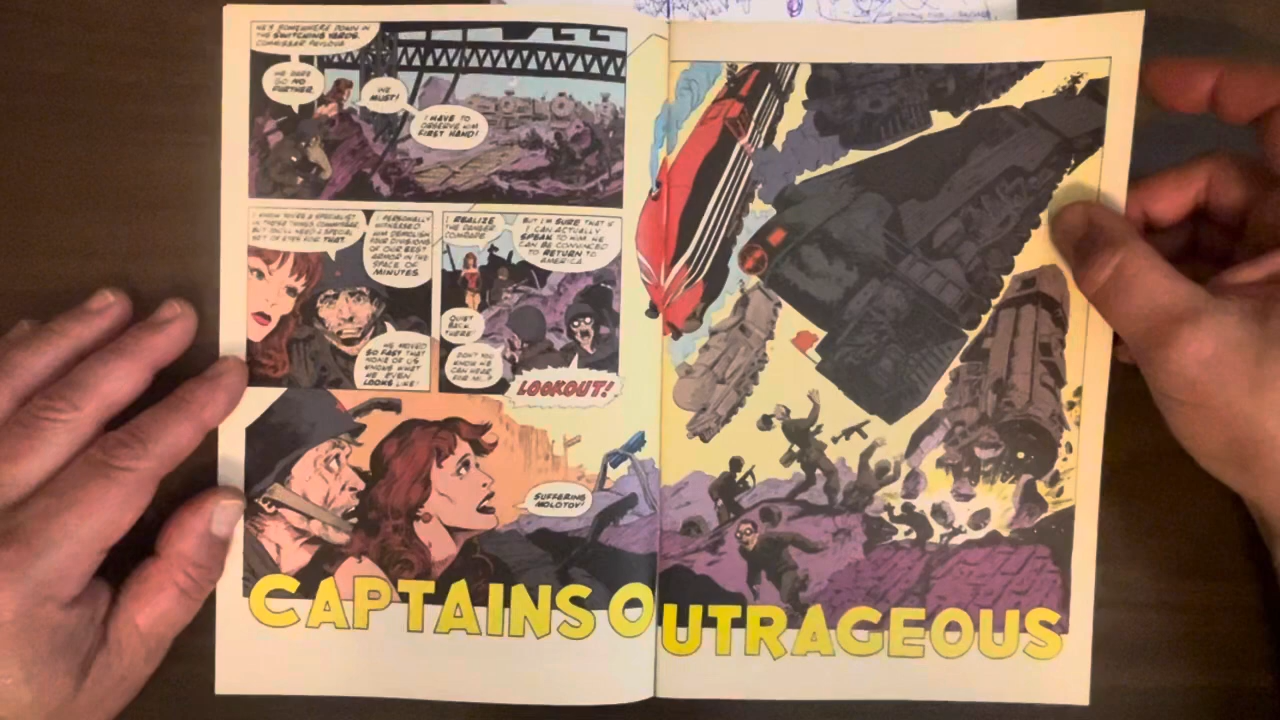 HE'S SOMEWHERE DOWN IN
THE SWITCHING YARDS,
COMMISSAR PAVLOVA
WE DARE
GO NO
FURTHER.
WE
MUST!
I HAVE TO
OBSERVE HIM
FIRST HAND!
I KNOW YOU'RE A SPECIALIST
IN THESE THINGS, COMMISSAR,
BUT YOU'LL NEED A SPECIAL
SET OF EYES FOR THAT.
I PERSONALLY
WITNESSED
HIM DEMOLISH
FOUR DIVISIONS
OF OUR BEST
ARMOR IN THE
SPACE OF
MINUTES.
HE MOVED
SO FAST THAT
NONE OF US
KNOWS WHAT
HE EVEN
LOOKS LIKE!
I REALIZE
THE DANGER
COMRADE
BUT I'M SURE THAT IF
I CAN ACTUALLY
SPEAK TO HIM, HE
CAN BE CONVINCED
TO RETURN TO
AMERICA
QUIET
BACK
THERE!
DON'T YOU
KNOW HE
CAN HEAR
FOR MI..?
LOOKOUT!
SUFFERING
MOLOTOV!
CAPTAINS OUTRAGEOUS